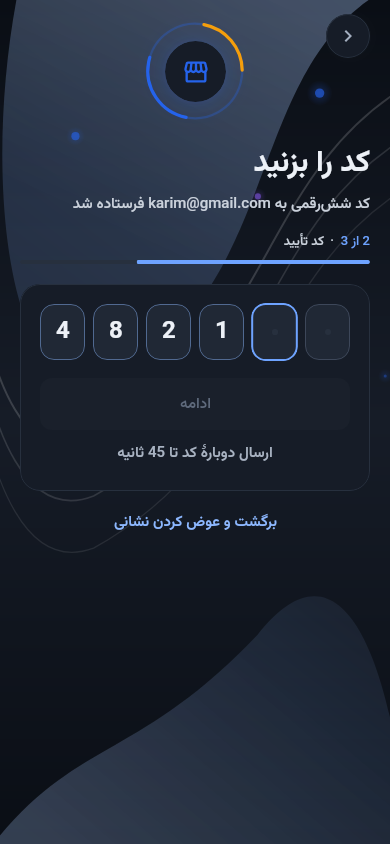 کد را بزنید
کد شش‌رقمی به karim@gmail.com فرستاده شد
2 از 3 · کد تأیید
4 8 2 1
ادامه
ارسال دوبارهٔ کد تا 45 ثانیه
برگشت و عوض کردن نشانی